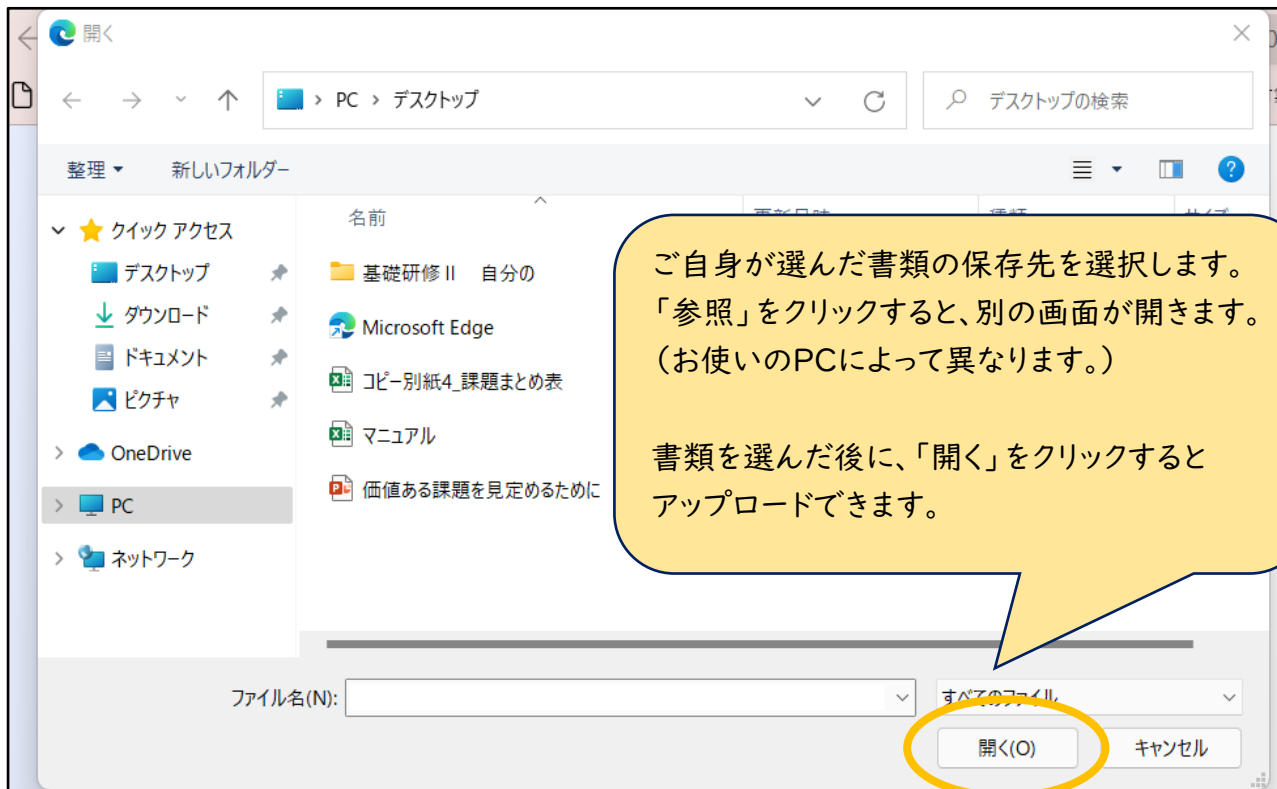 開く
PC > デスクトップ
デスクトップの検索
整理
新しいフォルダー
名前
クイック アクセス
デスクトップ
ダウンロード
ドキュメント
ピクチャ
OneDrive
PC
ネットワーク
基礎研修Ⅱ　自分の
Microsoft Edge
コピー別紙4_課題まとめ表
マニュアル
価値ある課題を見定めるために
ご自身が選んだ書類の保存先を選択します。
「参照」をクリックすると、別の画面が開きます。
（お使いのPCによって異なります。）
書類を選んだ後に、「開く」をクリックすると
アップロードできます。
ファイル名(N):
すべてのファイル
開く(O)
キャンセル